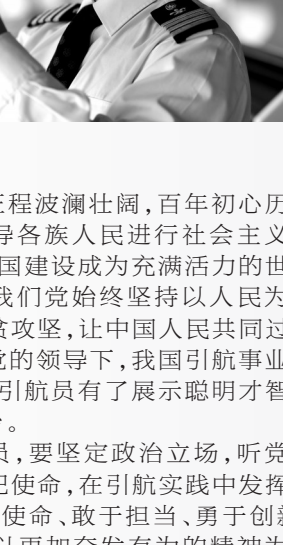 程波澜壮阔,百年初心历
导各族人民进行社会主义
国建设成为充满活力的世
我们党始终坚持以人民为
攻坚,让中国人民共同过
党的领导下,我国引航事业
引航员有了展示聪明才智
。
员,要坚定政治立场,听党
使命,在引航实践中发挥
使命、敢于担当、勇于创新
以更加奋发有为的精神为